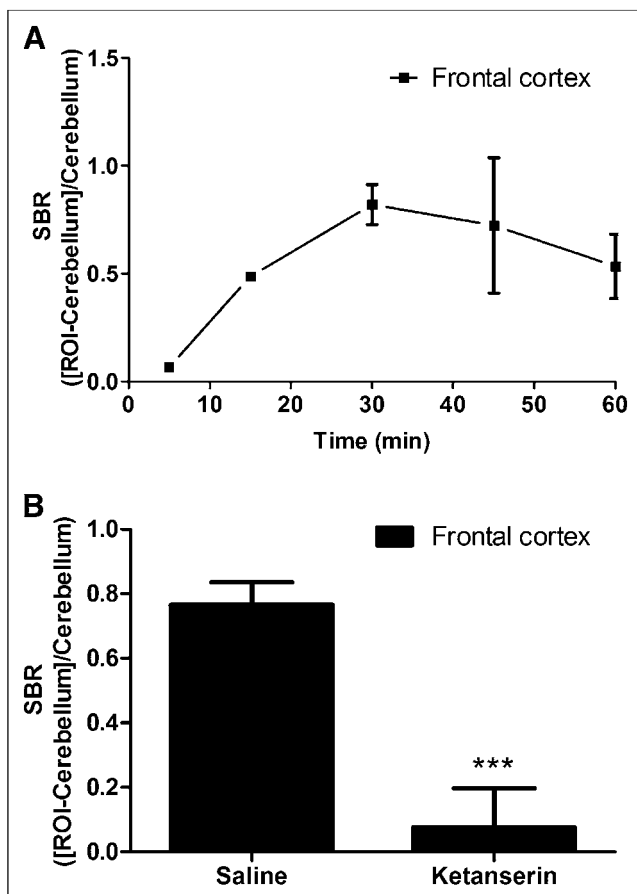 A
Frontal cortex
SBR
([ROI-Cerebellum]/Cerebellum)
1.5
1.0
0.5
0.0
0 10 20 30 40 50 60
Time (min)
B
Frontal cortex
SBR
([ROI-Cerebellum]/Cerebellum)
1.0
0.8
0.6
0.4
0.2
0.0
***
Saline Ketanserin